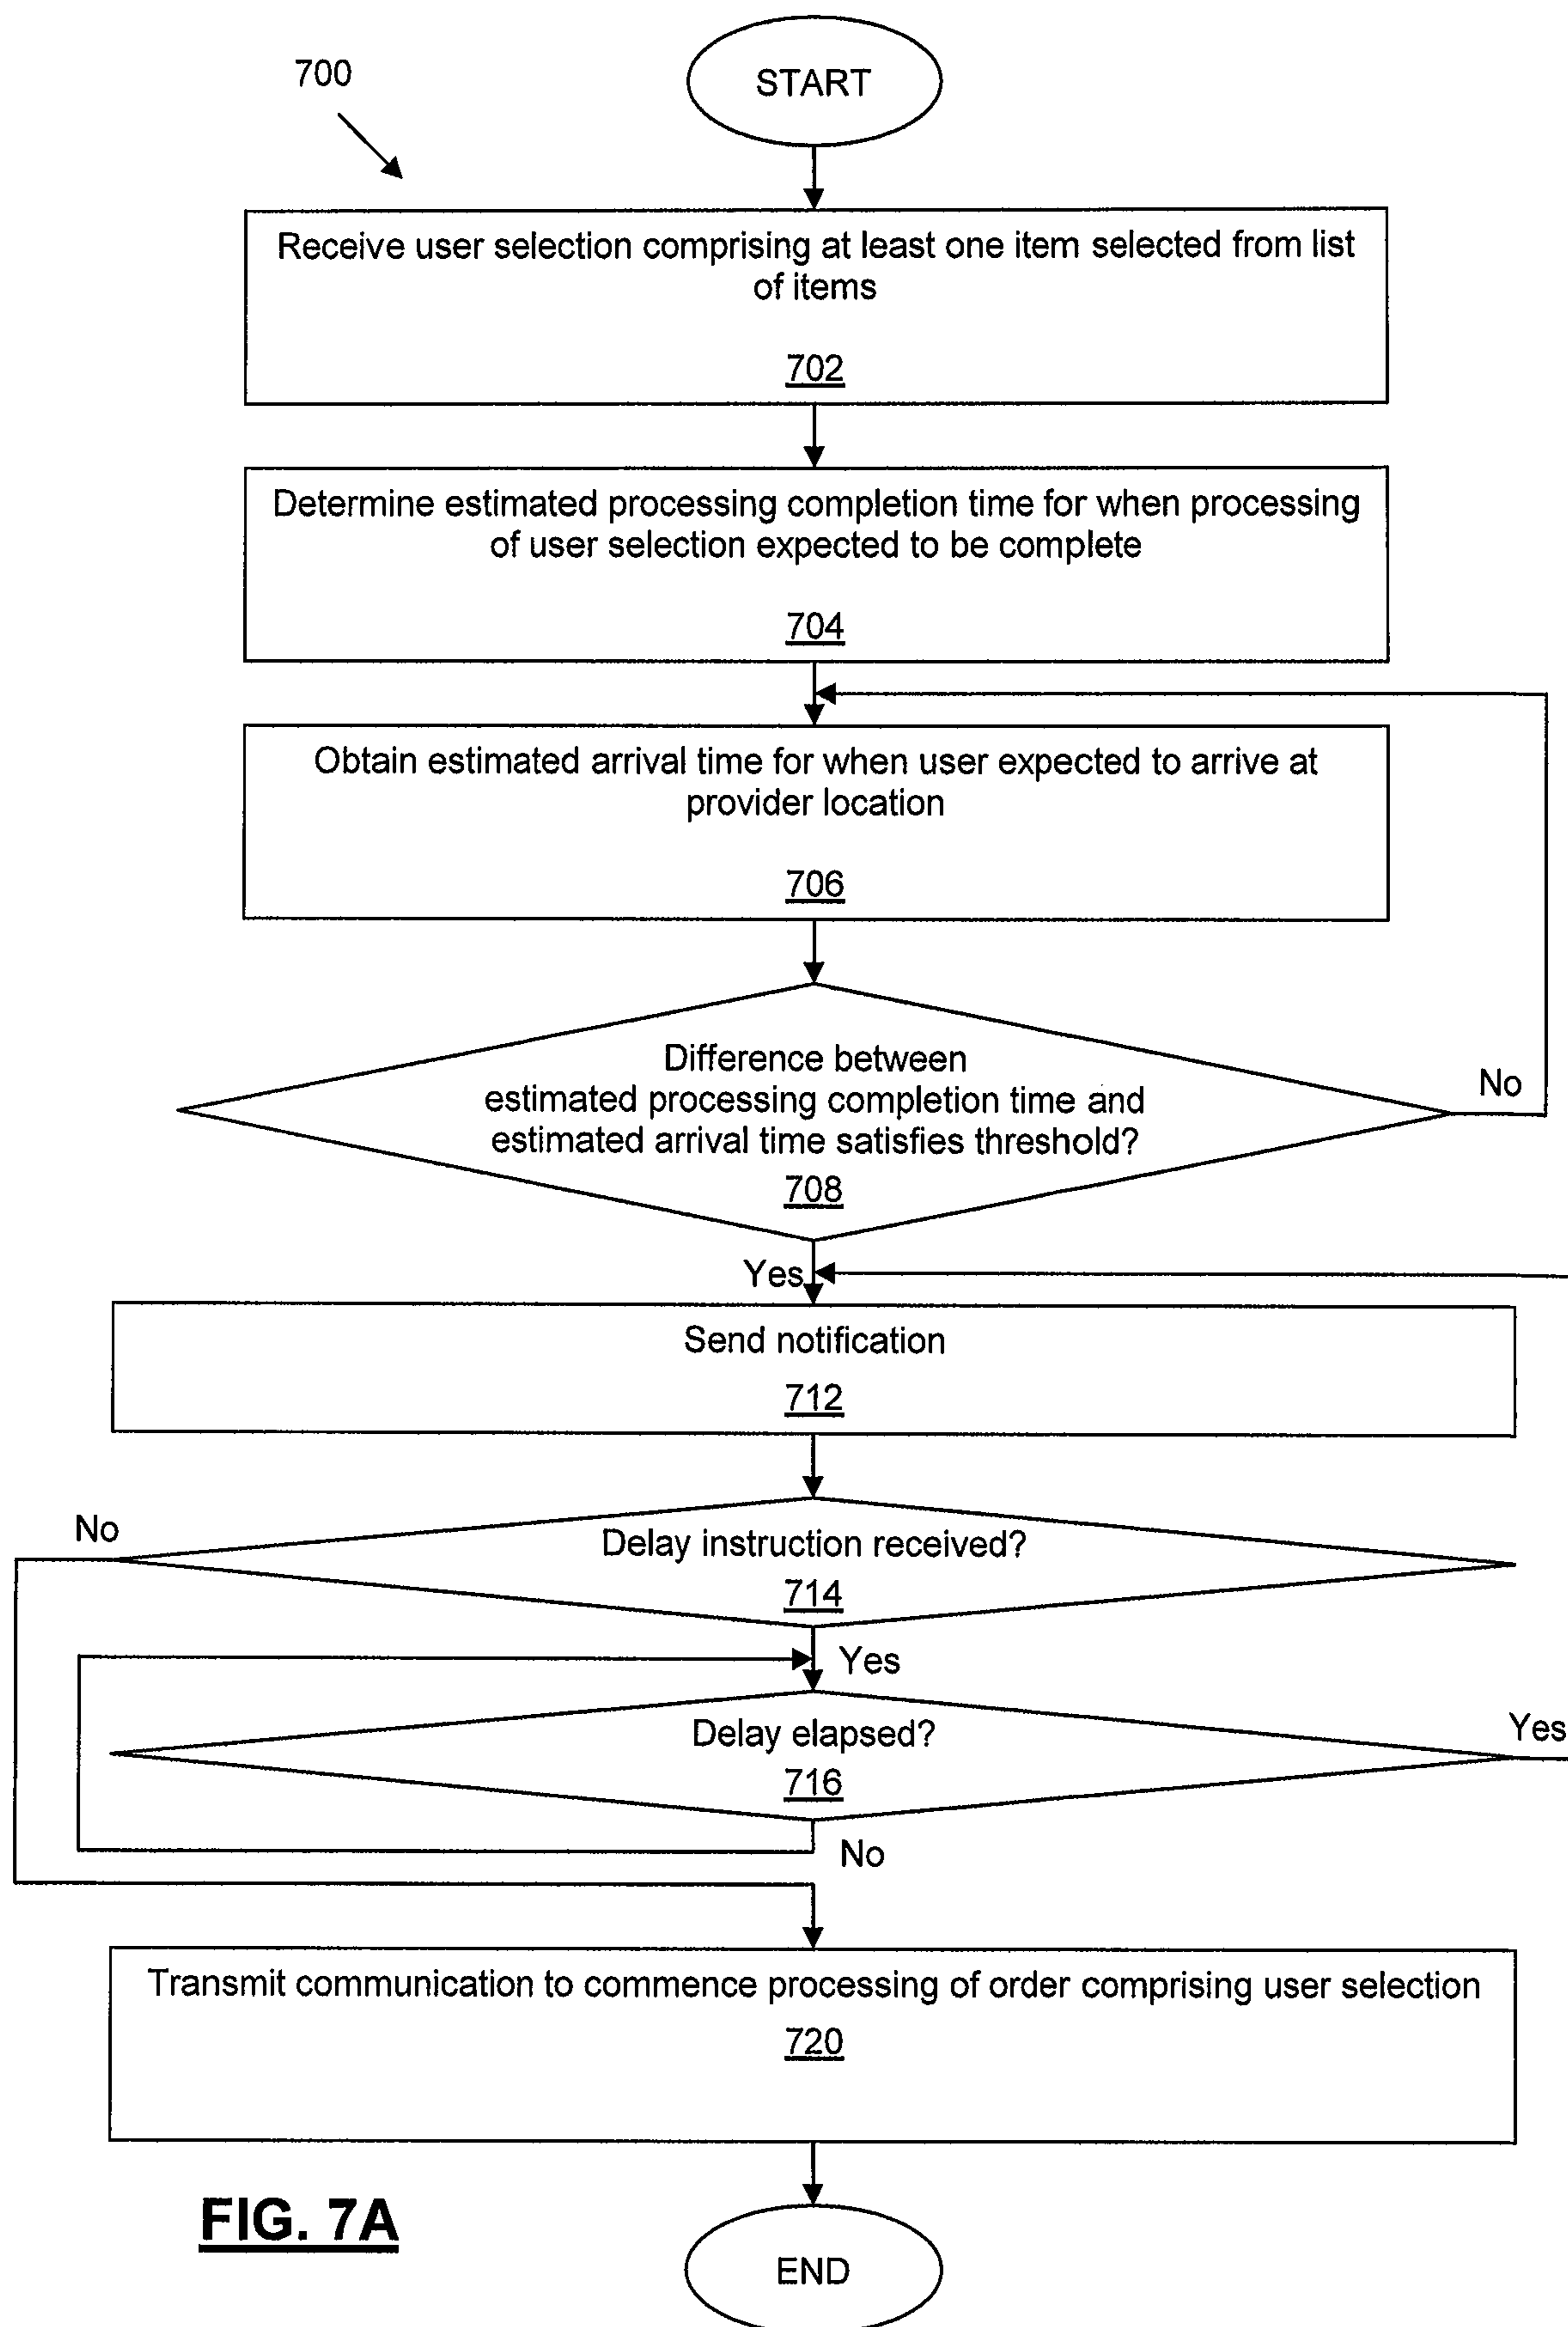 700
START
Receive user selection comprising at least one item selected from list
of items
702
Determine estimated processing completion time for when processing
of user selection expected to be complete
704
Obtain estimated arrival time for when user expected to arrive at
provider location
706
Difference between
estimated processing completion time and
estimated arrival time satisfies threshold?
708
No
Yes
Send notification
712
No
Delay instruction received?
714
Yes
Delay elapsed?
716
Yes
No
Transmit communication to commence processing of order comprising user selection
720
FIG. 7A
END